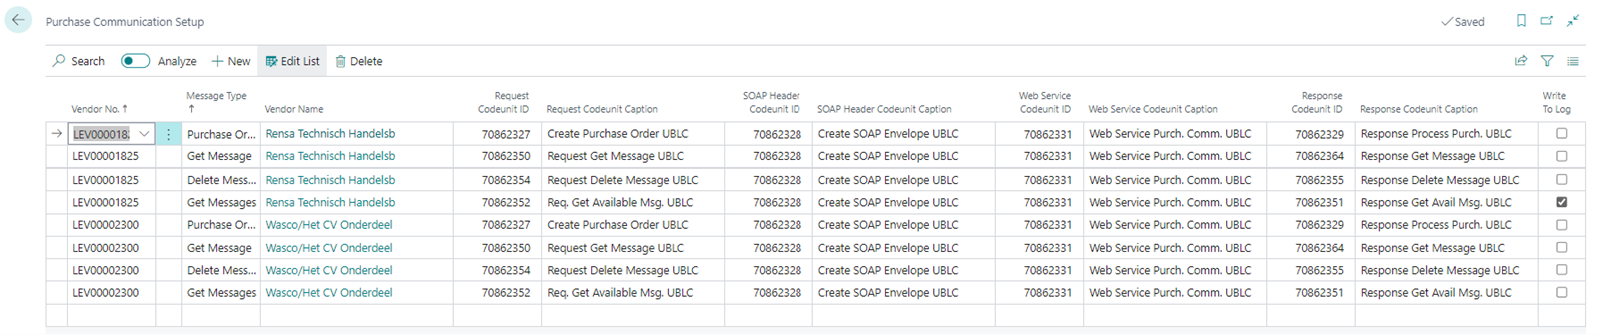 Purchase Communication Setup
Saved
Search Analyze New Edit List Delete
Vendor No. ↑ Message Type ↑ Vendor Name Request Codeunit ID Request Codeunit Caption SOAP Header Codeunit ID SOAP Header Codeunit Caption Web Service Codeunit ID Web Service Codeunit Caption Response Codeunit ID Response Codeunit Caption Write To Log
LEV000018. Purchase Or... Rensa Technisch Handelsb 70862327 Create Purchase Order UBLC 70862328 Create SOAP Envelope UBLC 70862331 Web Service Purch. Comm. UBLC 70862329 Response Process Purch. UBLC
LEV00001825 Get Message Rensa Technisch Handelsb 70862350 Request Get Message UBLC 70862328 Create SOAP Envelope UBLC 70862331 Web Service Purch. Comm. UBLC 70862364 Response Get Message UBLC
LEV00001825 Delete Mess... Rensa Technisch Handelsb 70862354 Request Delete Message UBLC 70862328 Create SOAP Envelope UBLC 70862331 Web Service Purch. Comm. UBLC 70862355 Response Delete Message UBLC
LEV00001825 Get Messages Rensa Technisch Handelsb 70862352 Req. Get Available Msg. UBLC 70862328 Create SOAP Envelope UBLC 70862331 Web Service Purch. Comm. UBLC 70862351 Response Get Avail Msg. UBLC
LEV00002300 Purchase Or... Wasco/Het CV Onderdeel 70862327 Create Purchase Order UBLC 70862328 Create SOAP Envelope UBLC 70862331 Web Service Purch. Comm. UBLC 70862329 Response Process Purch. UBLC
LEV00002300 Get Message Wasco/Het CV Onderdeel 70862350 Request Get Message UBLC 70862328 Create SOAP Envelope UBLC 70862331 Web Service Purch. Comm. UBLC 70862364 Response Get Message UBLC
LEV00002300 Delete Mess... Wasco/Het CV Onderdeel 70862354 Request Delete Message UBLC 70862328 Create SOAP Envelope UBLC 70862331 Web Service Purch. Comm. UBLC 70862355 Response Delete Message UBLC
LEV00002300 Get Messages Wasco/Het CV Onderdeel 70862352 Req. Get Available Msg. UBLC 70862328 Create SOAP Envelope UBLC 70862331 Web Service Purch. Comm. UBLC 70862351 Response Get Avail Msg. UBLC